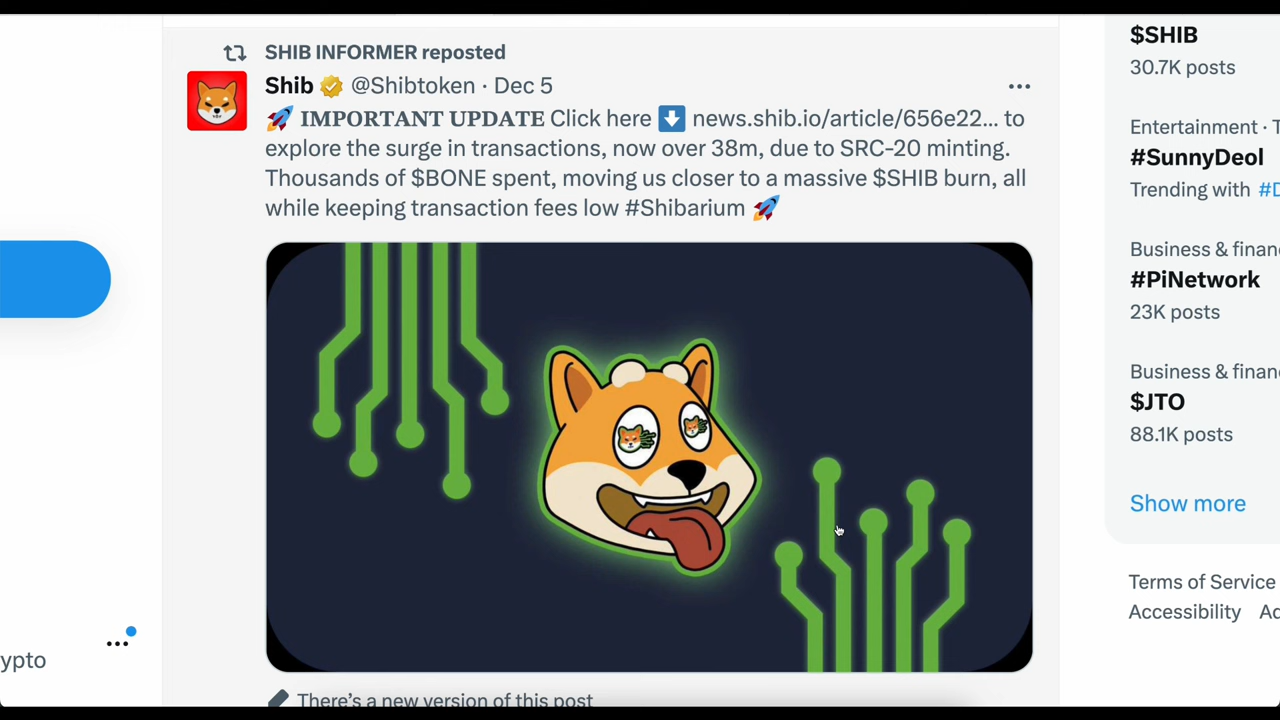 SHIB INFORMER reposted
Shib @Shibtoken · Dec 5
🚀 IMPORTANT UPDATE Click here ⬇️ news.shib.io/article/656e22... to
explore the surge in transactions, now over 38m, due to SRC-20 minting.
Thousands of $BONE spent, moving us closer to a massive $SHIB burn, all
while keeping transaction fees low #Shibarium 🚀
There's a new version of this post
ypto
$SHIB
30.7K posts
Entertainment · T
#SunnyDeol
Trending with #D
Business & finan
#PiNetwork
23K posts
Business & finan
$JTO
88.1K posts
Show more
Terms of Service
Accessibility Ad